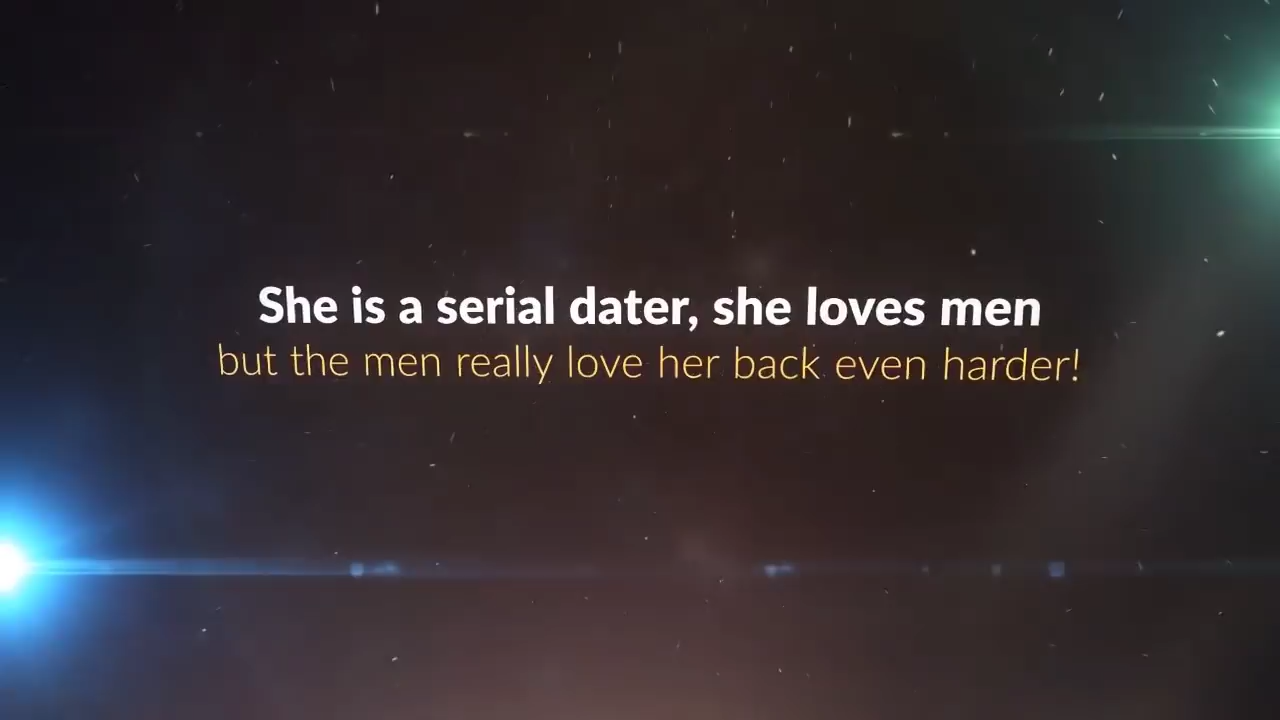 She is a serial dater, she loves men
but the men really love her back even harder!